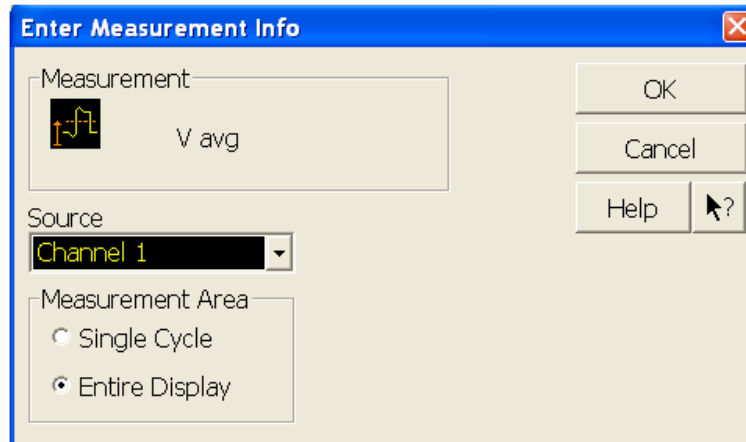 Enter Measurement Info
Measurement
V avg
OK
Cancel
Help
?
Source
Channel 1
Measurement Area
Single Cycle
Entire Display